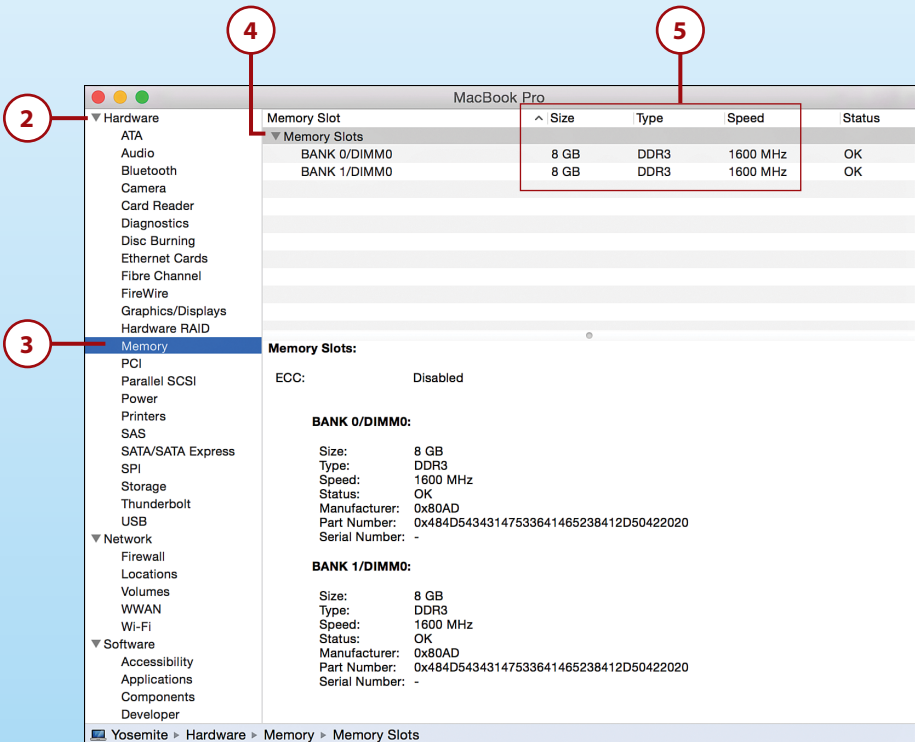 4
5
2
3
MacBook Pro
Hardware
ATA
Audio
Bluetooth
Camera
Card Reader
Diagnostics
Disc Burning
Ethernet Cards
Fibre Channel
FireWire
Graphics/Displays
Hardware RAID
Memory
PCI
Parallel SCSI
Power
Printers
SAS
SATA/SATA Express
SPI
Storage
Thunderbolt
USB
Network
Firewall
Locations
Volumes
WWAN
Wi-Fi
Software
Accessibility
Applications
Components
Developer
Memory Slot Size Type Speed Status
Memory Slots
BANK 0/DIMM0 8 GB DDR3 1600 MHz OK
BANK 1/DIMM0 8 GB DDR3 1600 MHz OK
Memory Slots:
ECC: Disabled
BANK 0/DIMM0:
Size: 8 GB
Type: DDR3
Speed: 1600 MHz
Status: OK
Manufacturer: 0x80AD
Part Number: 0x484D54343147533641465238412D50422020
Serial Number: -
BANK 1/DIMM0:
Size: 8 GB
Type: DDR3
Speed: 1600 MHz
Status: OK
Manufacturer: 0x80AD
Part Number: 0x484D54343147533641465238412D50422020
Serial Number: -
Yosemite ▸ Hardware ▸ Memory ▸ Memory Slots